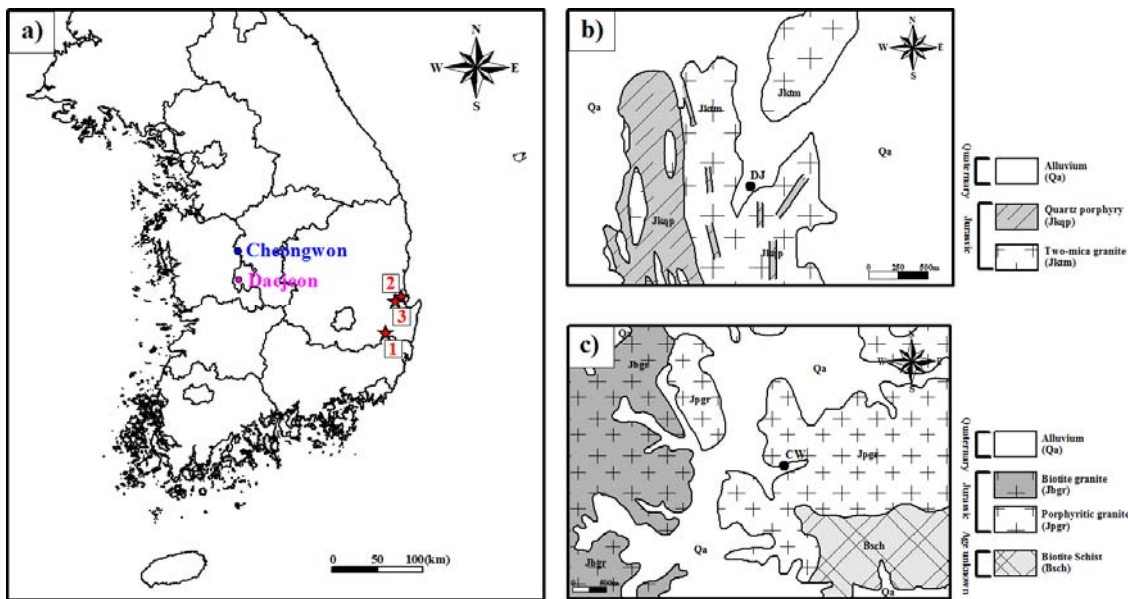 a)
N
W
E
S
Cheongwon
Daejeon
2
3
1
0
50
100(km)
b)
N
W
E
S
Qa
Jktm
Jktm
Qa
DJ
Jkqp
Jkqp
0
250
500m
Quaternary
Jurassic
Alluvium
(Qa)
Quartz porphyry
(Jkqp)
Two-mica granite
(Jktm)
c)
Jbgr
Jpgr
Qa
CW
Jpgr
Qa
Bsch
Jbgr
Qa
Quaternary
Jurassic
Age unknown
Alluvium
(Qa)
Biotite granite
(Jbgr)
Porphyritic granite
(Jpgr)
Biotite Schist
(Bsch)